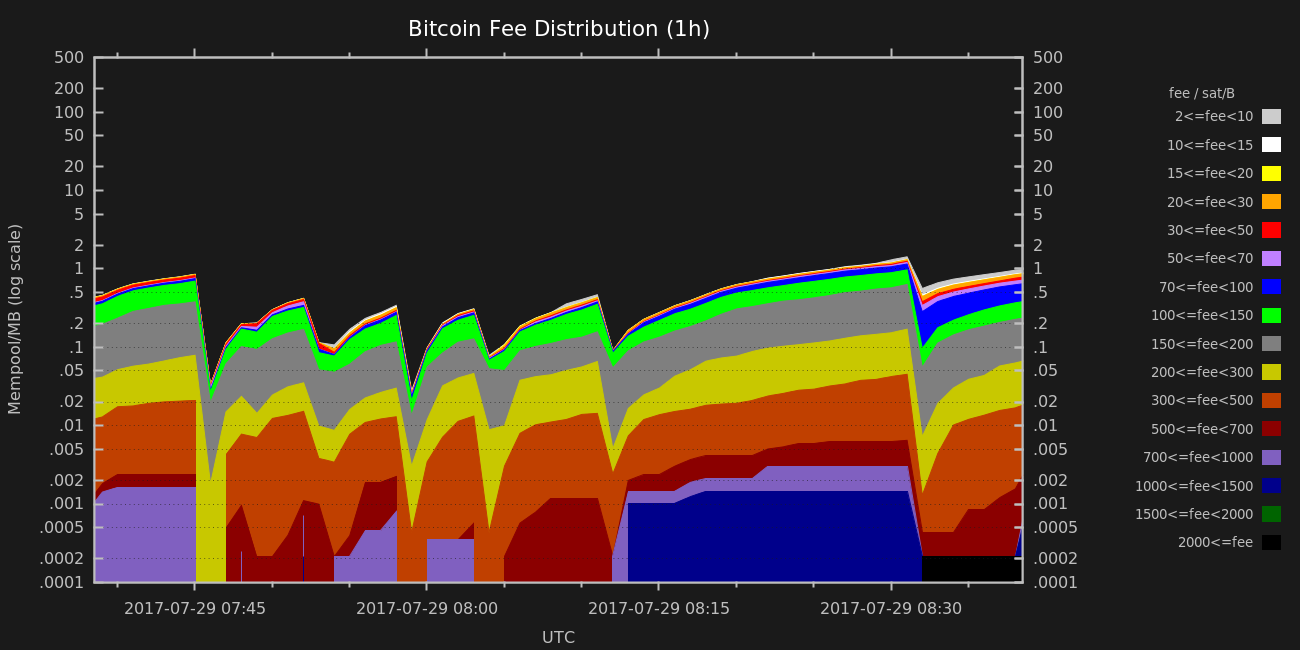 Bitcoin Fee Distribution (1h)
500 500
200 200
100 100
50 50
20 20
10 10
5 5
2 2
1 1
.5 .5
.2 .2
.1 .1
.05 .05
.02 .02
.01 .01
.005 .005
.002 .002
.001 .001
.0005 .0005
.0002 .0002
.0001 .0001
Mempool/MB (log scale)
2017-07-29 07:45 2017-07-29 08:00 2017-07-29 08:15 2017-07-29 08:30
UTC
fee / sat/B
2<=fee<10
10<=fee<15
15<=fee<20
20<=fee<30
30<=fee<50
50<=fee<70
70<=fee<100
100<=fee<150
150<=fee<200
200<=fee<300
300<=fee<500
500<=fee<700
700<=fee<1000
1000<=fee<1500
1500<=fee<2000
2000<=fee